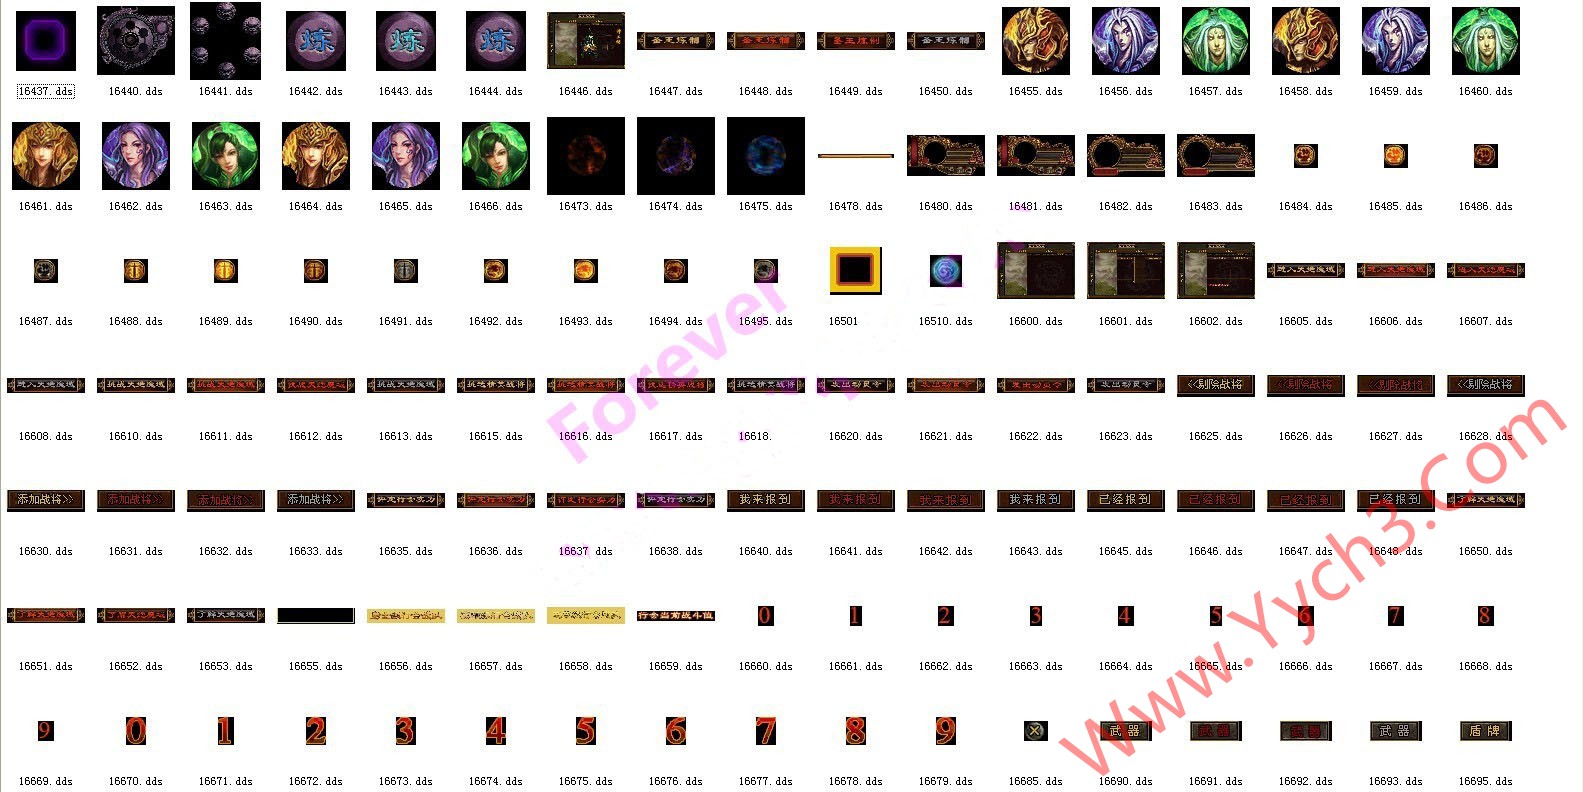 炼 炼 炼
16437.dds 16440.dds 16441.dds 16442.dds 16443.dds 16444.dds 16446.dds 16447.dds 16448.dds 16449.dds 16450.dds 16455.dds 16456.dds 16457.dds 16458.dds 16459.dds 16460.dds
16461.dds 16462.dds 16463.dds 16464.dds 16465.dds 16466.dds 16473.dds 16474.dds 16475.dds 16478.dds 16480.dds 16481.dds 16482.dds 16483.dds 16484.dds 16485.dds 16486.dds
16487.dds 16488.dds 16489.dds 16490.dds 16491.dds 16492.dds 16493.dds 16494.dds 16495.dds 16501 16510.dds 16600.dds 16601.dds 16602.dds 16605.dds 16606.dds 16607.dds
<<剔除战将 <<剔除战将 <<剔除战将 <<剔除战将
16608.dds 16610.dds 16611.dds 16612.dds 16613.dds 16615.dds 16616.dds 16617.dds 16618. 16620.dds 16621.dds 16622.dds 16623.dds 16625.dds 16626.dds 16627.dds 16628.dds
添加战将>> 添加战将>> 添加战将>> 添加战将>> 我来报到 我来报到 我来报到 我来报到 已经报到 已经报到 已经报到 已经报到
16630.dds 16631.dds 16632.dds 16633.dds 16635.dds 16636.dds 16637 dds 16638.dds 16640.dds 16641.dds 16642.dds 16643.dds 16645.dds 16646.dds 16647.dds 16648.dds 16650.dds
行会当前战斗值 0 1 2 3 4 5 6 7 8
16651.dds 16652.dds 16653.dds 16655.dds 16656.dds 16657.dds 16658.dds 16659.dds 16660.dds 16661.dds 16662.dds 16663.dds 16664.dds 16665.dds 16666.dds 16667.dds 16668.dds
9 0 1 2 3 4 5 6 7 8 9 武器 武器 武器 武器 盾牌
16669.dds 16670.dds 16671.dds 16672.dds 16673.dds 16674.dds 16675.dds 16676.dds 16677.dds 16678.dds 16679.dds 16685.dds 16690.dds 16691.dds 16692.dds 16693.dds 16695.dds
Forever
Www.Yych3.Com